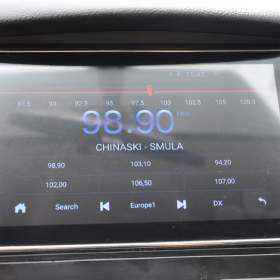 87.5 90 92.5 95 97.5 100 102.5 105 108.0
98.90
CHINASKI - SMULA
98,90 103,10 94,20
102,00 106,50 107,00
Search Europe1 DX